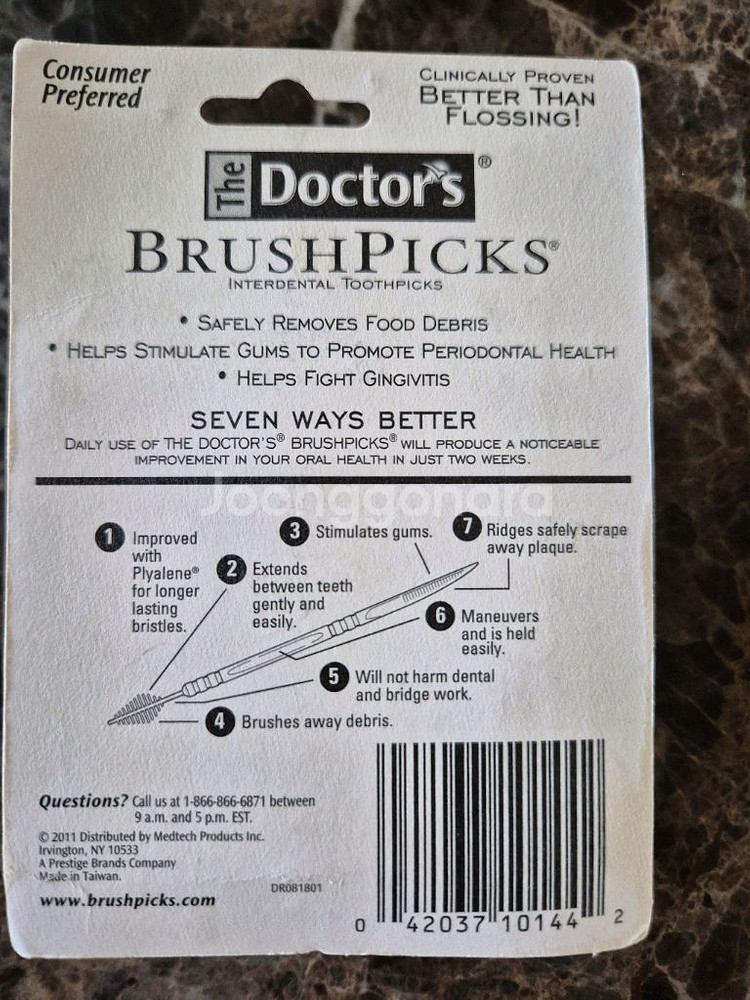 Consumer
Preferred
CLINICALLY PROVEN
BETTER THAN
FLOSSING!
The Doctor's®
BRUSHPICKS®
INTERDENTAL TOOTHPICKS
• SAFELY REMOVES FOOD DEBRIS
• HELPS STIMULATE GUMS TO PROMOTE PERIODONTAL HEALTH
• HELPS FIGHT GINGIVITIS
SEVEN WAYS BETTER
DAILY USE OF THE DOCTOR'S® BRUSHPICKS® WILL PRODUCE A NOTICEABLE
IMPROVEMENT IN YOUR ORAL HEALTH IN JUST TWO WEEKS.
Joanggonara
1 Improved
with
Plyalene®
for longer
lasting
bristles.
2 Extends
between teeth
gently and
easily.
3 Stimulates gums.
7 Ridges safely scrape
away plaque.
6 Maneuvers
and is held
easily.
5 Will not harm dental
and bridge work.
4 Brushes away debris.
Questions? Call us at 1-866-866-6871 between
9 a.m. and 5 p.m. EST.
© 2011 Distributed by Medtech Products Inc.
Irvington, NY 10533
A Prestige Brands Company
Made in Taiwan.
DR081801
www.brushpicks.com
0 42037 10144 2